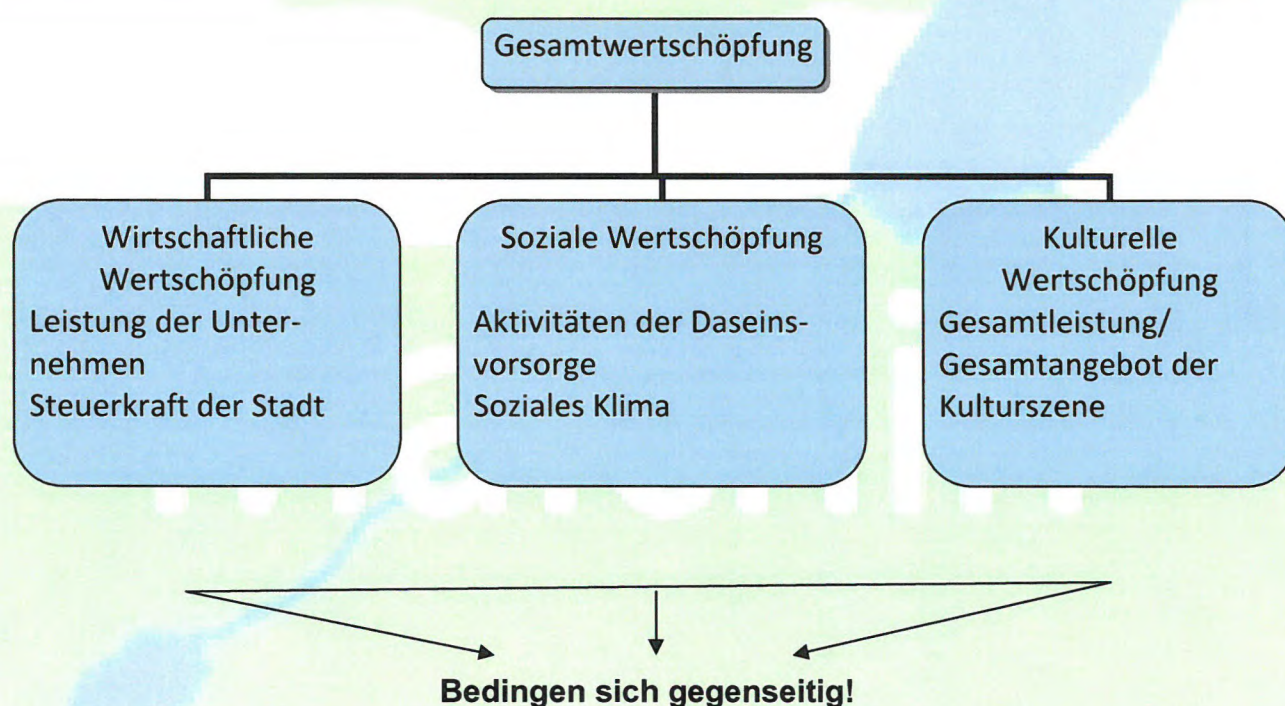 Gesamtwertschöpfung
Wirtschaftliche
Wertschöpfung
Leistung der Unter-
nehmen
Steuerkraft der Stadt
Soziale Wertschöpfung
Aktivitäten der Daseins-
vorsorge
Soziales Klima
Kulturelle
Wertschöpfung
Gesamtleistung/
Gesamtangebot der
Kulturszene
Bedingen sich gegenseitig!